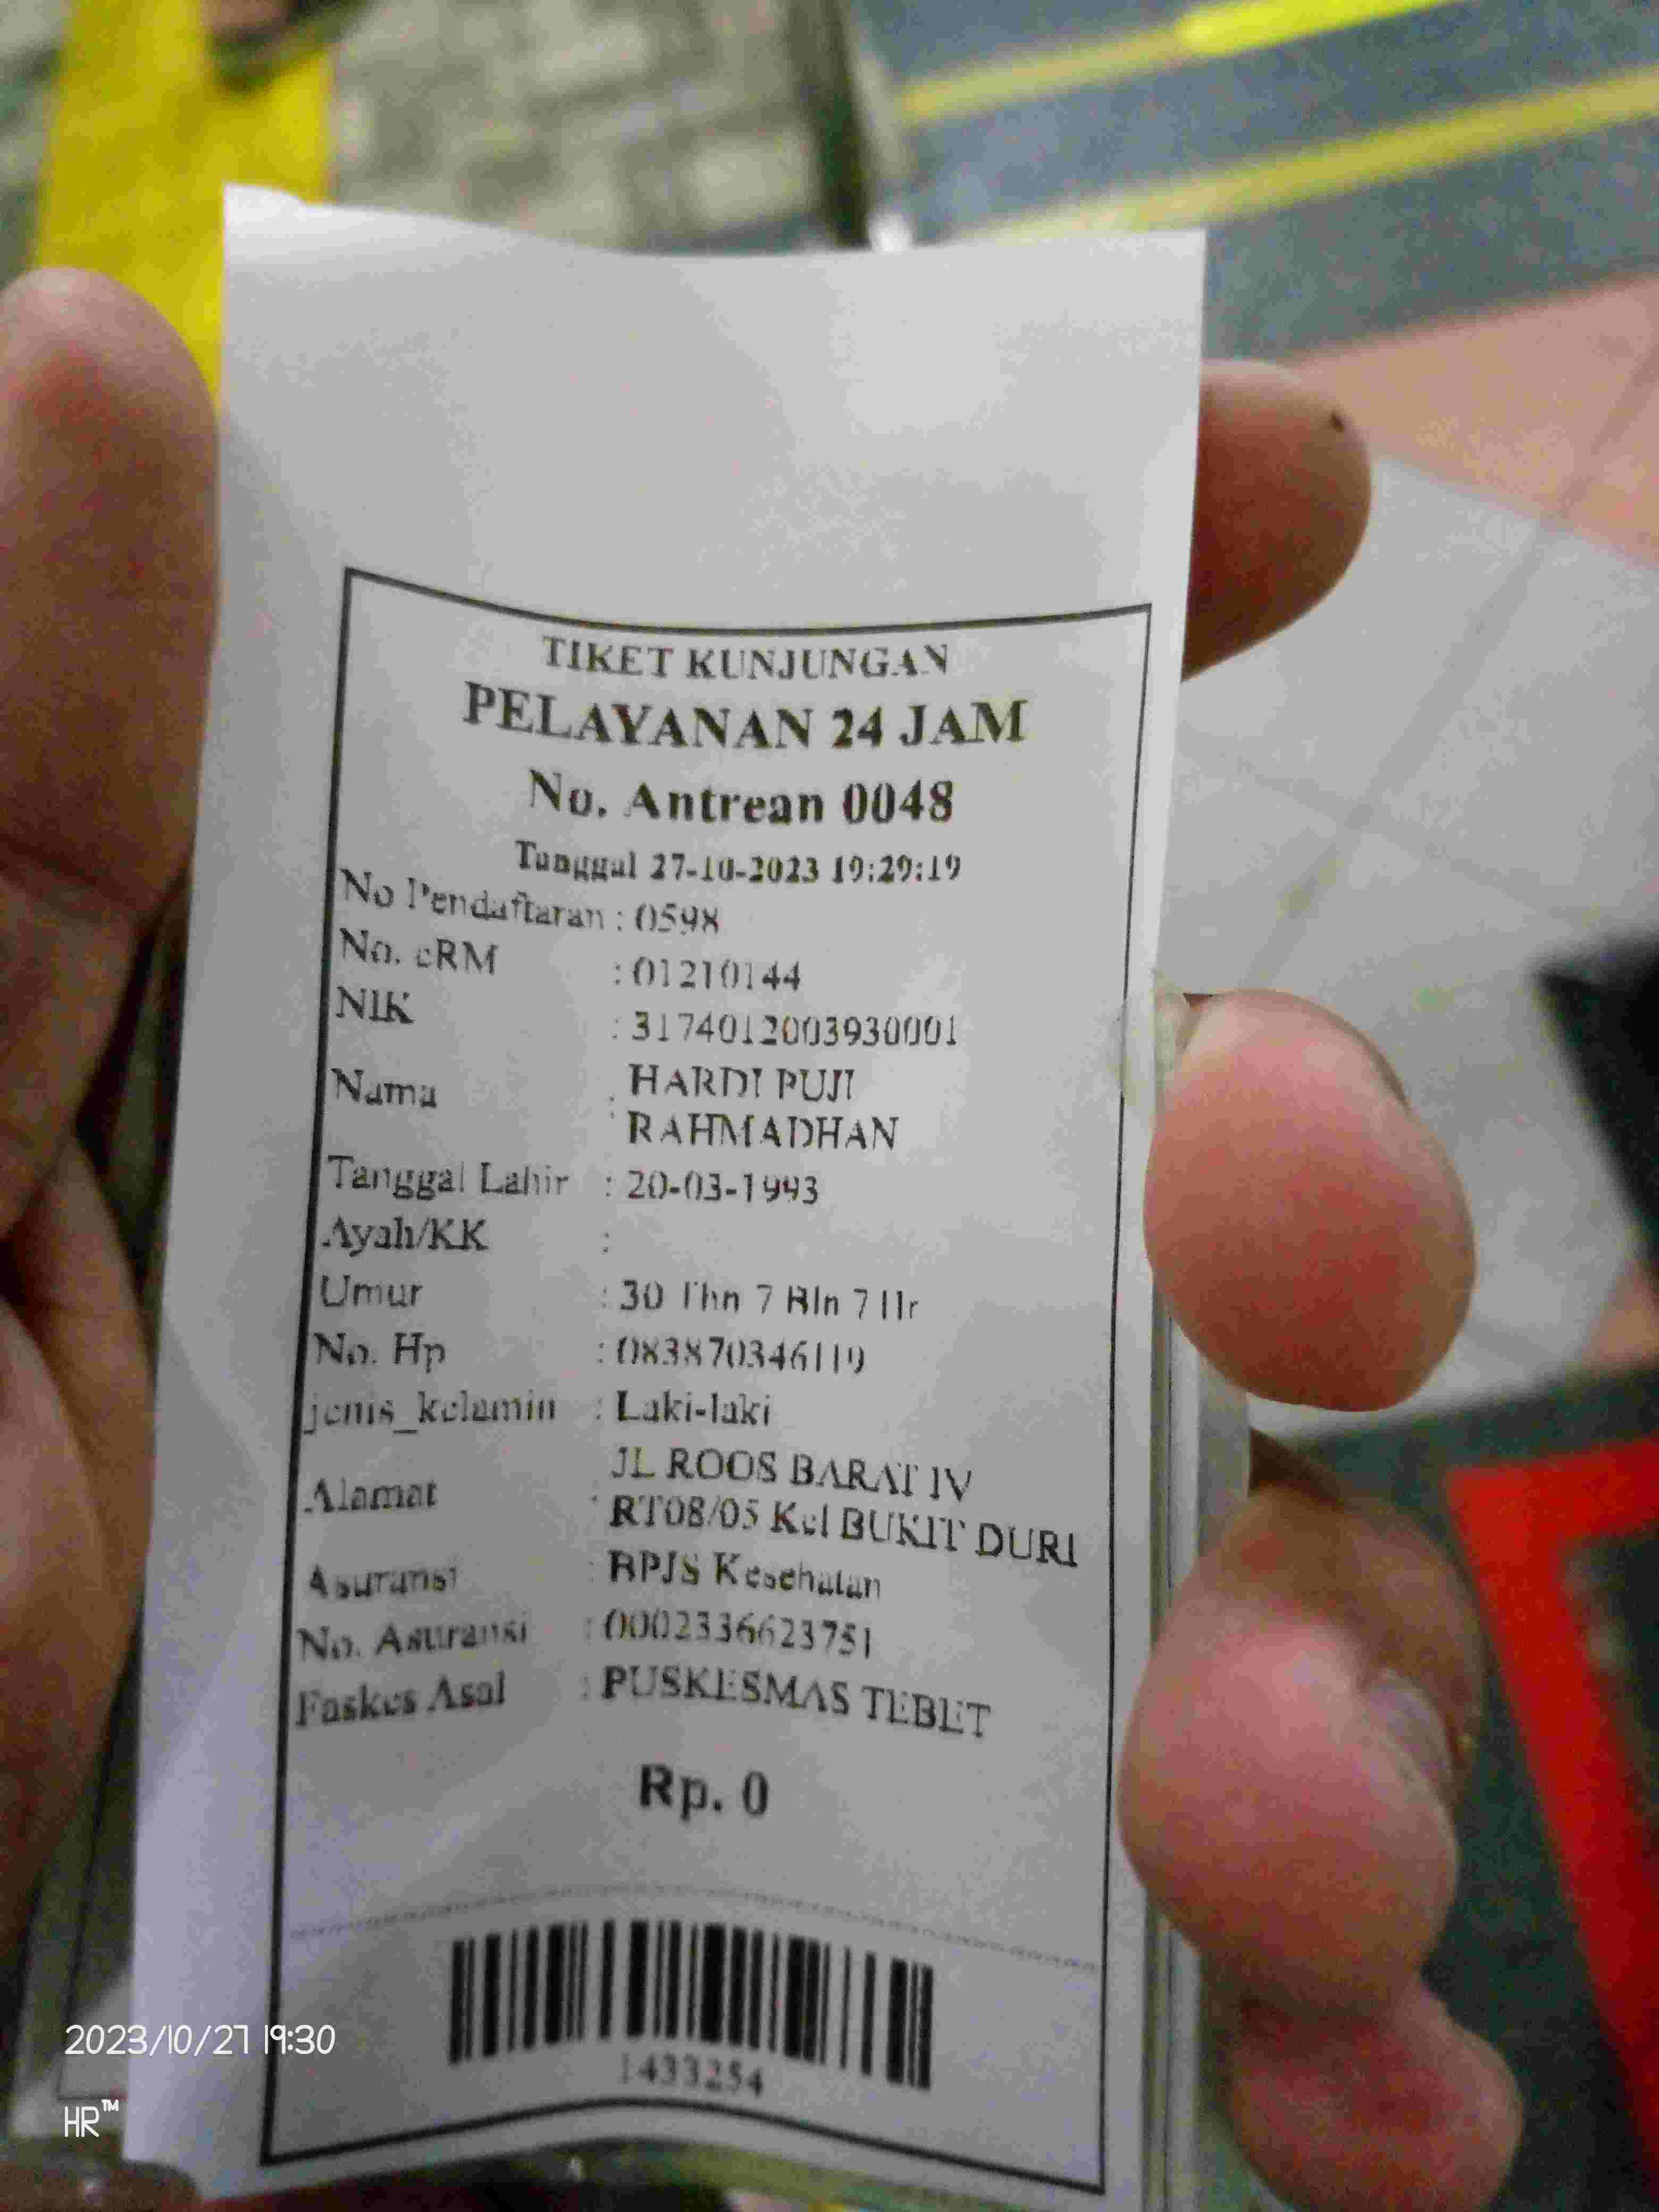 TIKET KUNJUNGAN
PELAYANAN 24 JAM
No. Antrean 0048
Tanggal 27-10-2023 19:29:19
No Pendaftaran : 0598
No. eRM : 01210144
NIK : 3174012003930001
Nama : HARDI PUJI
RAHMADHAN
Tanggal Lahir : 20-03-1993
Ayah/KK :
Umur : 30 Thn 7 Bln 7 Hr
No. Hp : 083870346119
jenis_kelamin : Laki-laki
Alamat : JL ROOS BARAT IV
RT08/05 Kel BUKIT DURI
Asuransi : BPJS Kesehatan
No. Asuransi : 0002336623751
Faskes Asal : PUSKESMAS TEBET
Rp. 0
1433254
2023/10/27 19:30
HR™